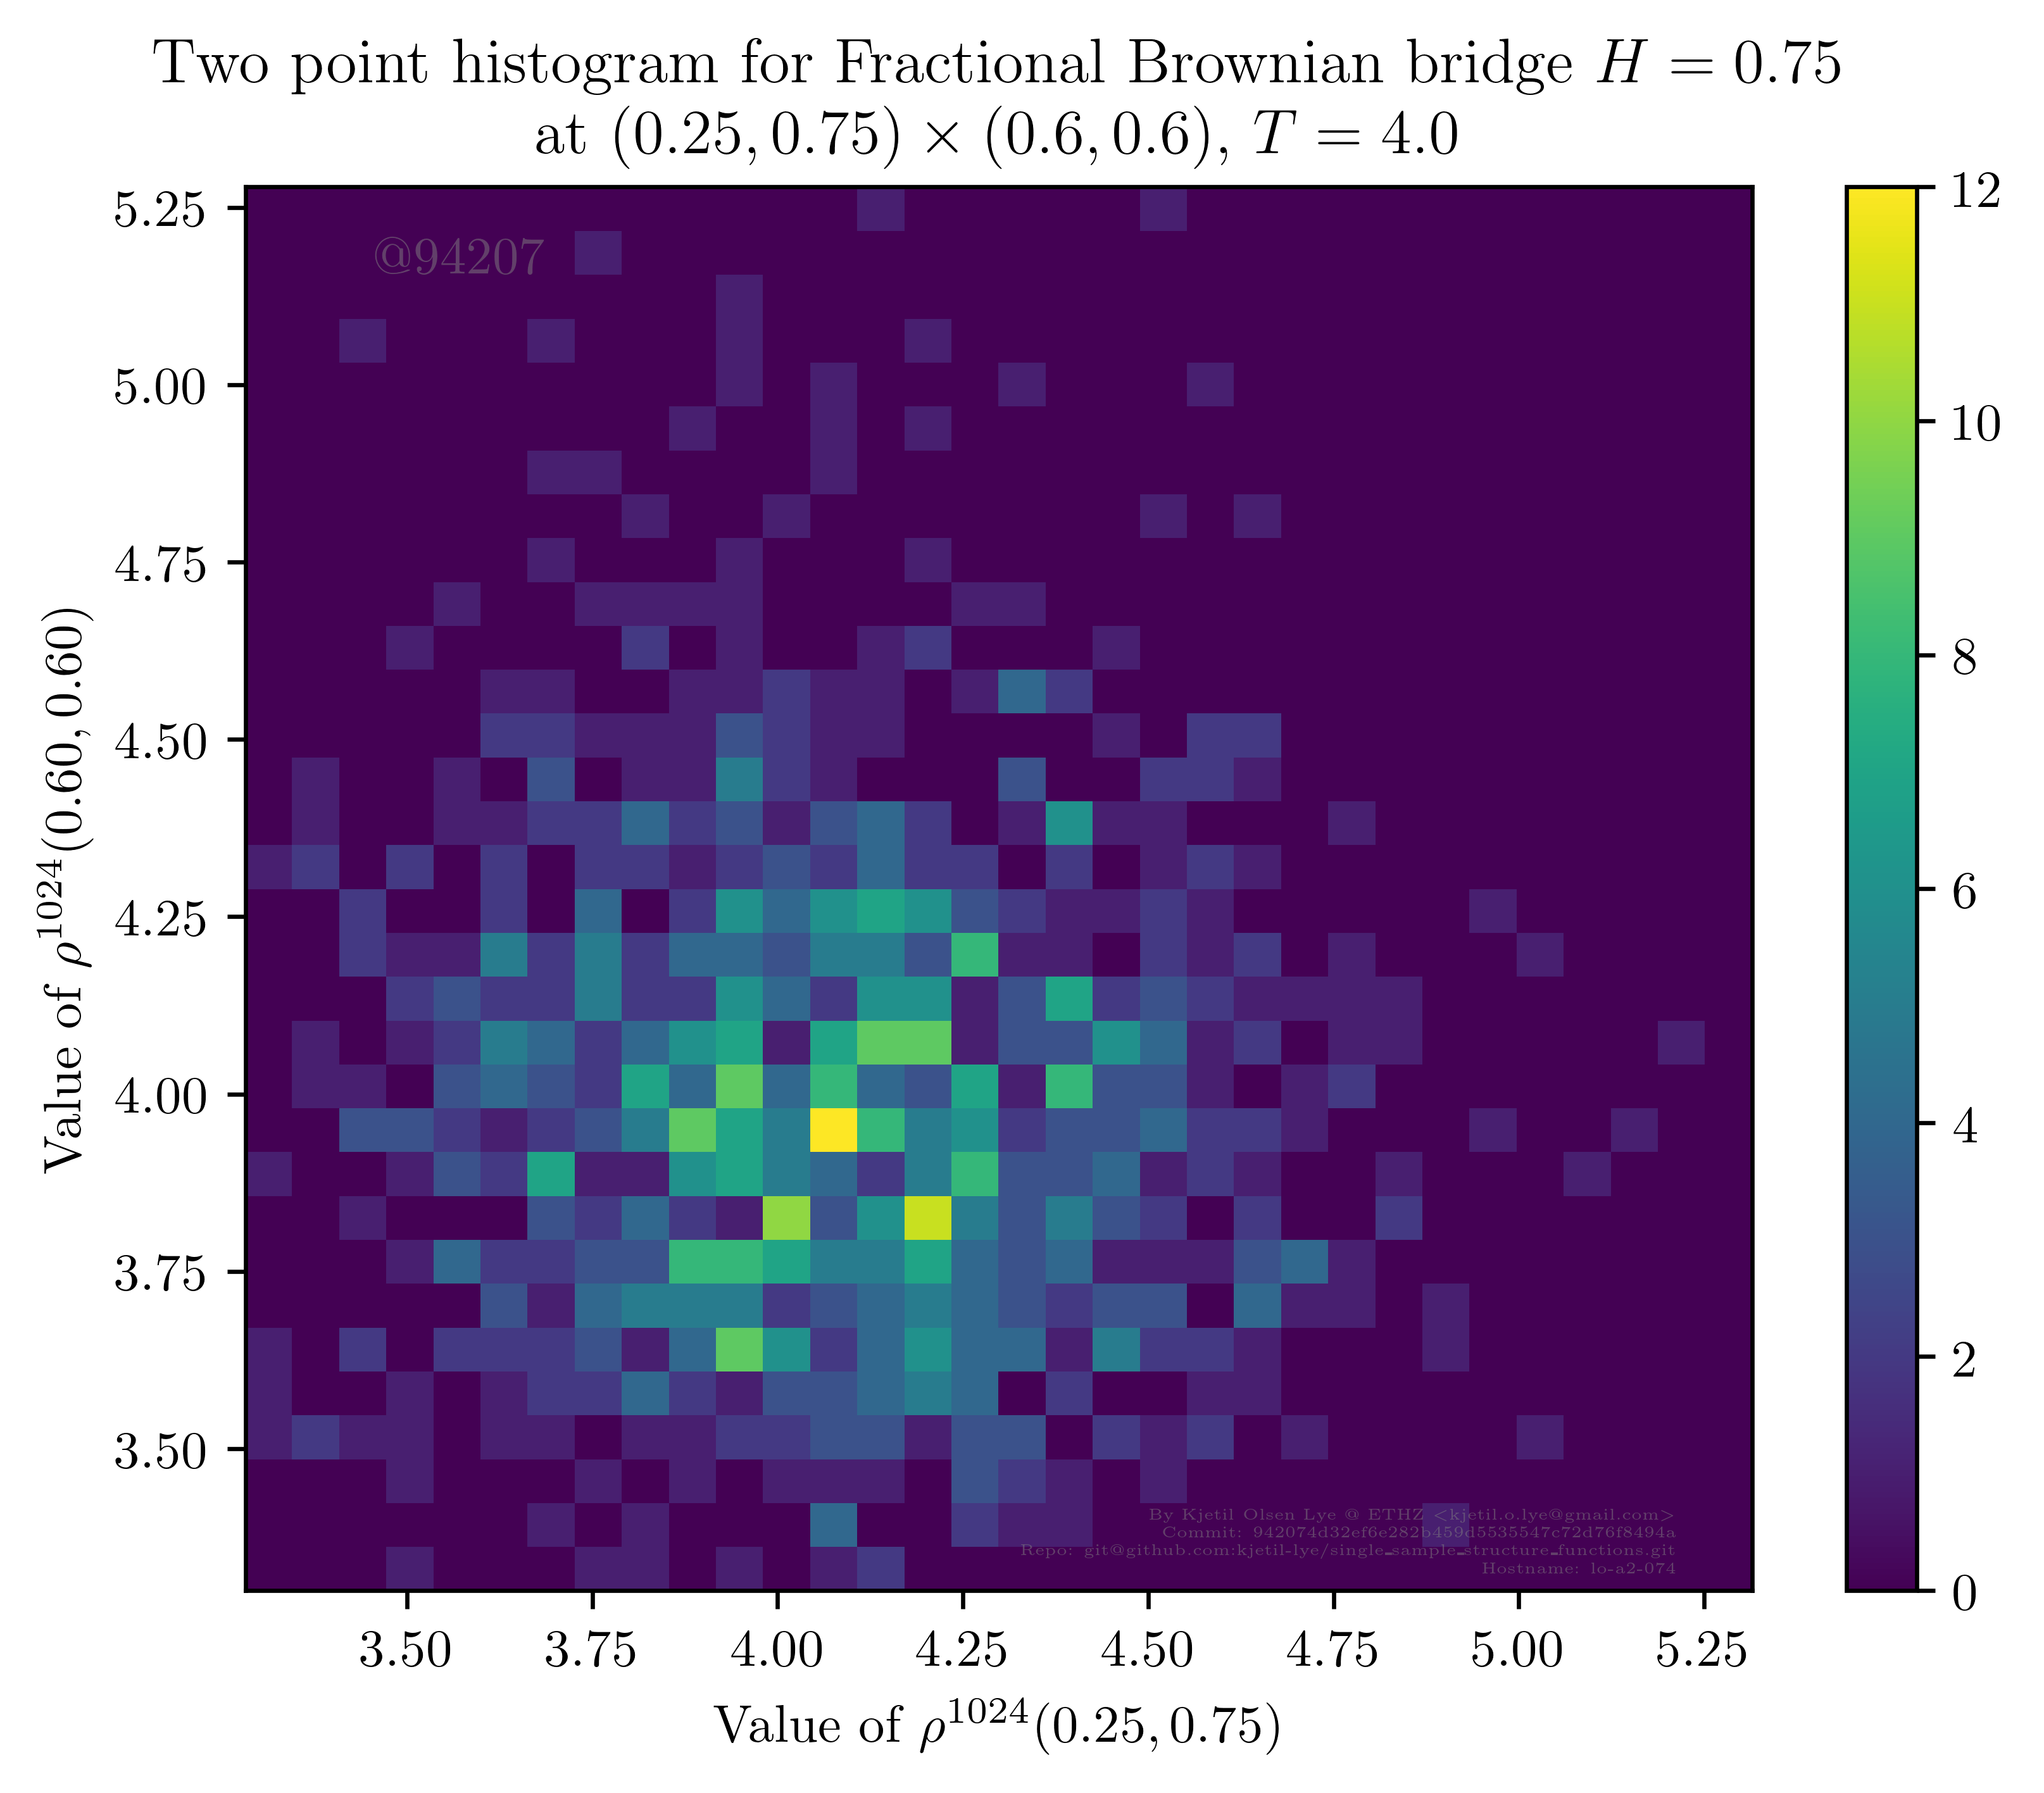 Two point histogram for Fractional Brownian bridge H = 0.75
at (0.25, 0.75) × (0.6, 0.6), T = 4.0
@94207
5.25
5.00
4.75
4.50
4.25
4.00
3.75
3.50
Value of ρ^1024(0.60, 0.60)
3.50 3.75 4.00 4.25 4.50 4.75 5.00 5.25
Value of ρ^1024(0.25, 0.75)
12
10
8
6
4
2
0
By Kjetil Olsen Lye @ ETHZ <kjetil.o.lye@gmail.com>
Commit: 942074d32ef6e282b459d5535547c72d76f8494a
Repo: git@github.com:kjetil-lye/single_sample_structure_functions.git
Hostname: lo-a2-074